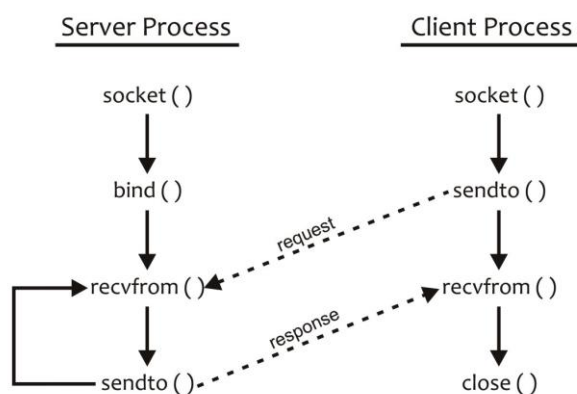 Server Process
Client Process
socket ( )
socket ( )
bind ( )
sendto ( )
request
recvfrom ( )
recvfrom ( )
response
sendto ( )
close ( )